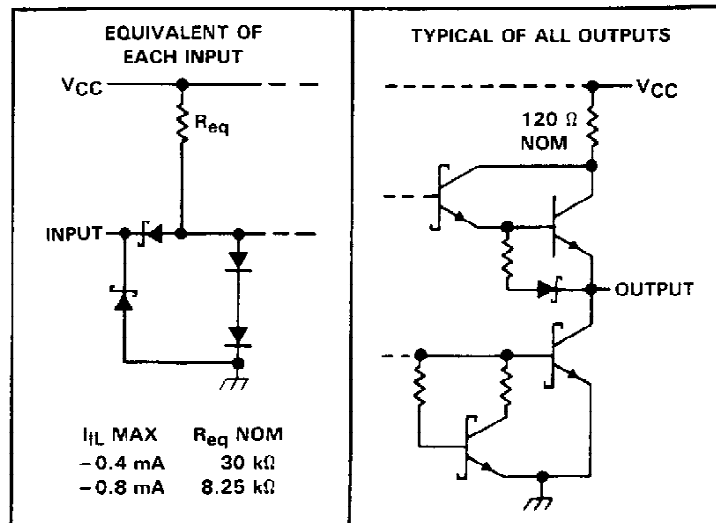 EQUIVALENT OF
EACH INPUT
VCC
Req
INPUT
IIL MAX Req NOM
−0.4 mA 30 kΩ
−0.8 mA 8.25 kΩ
TYPICAL OF ALL OUTPUTS
VCC
120 Ω
NOM
OUTPUT